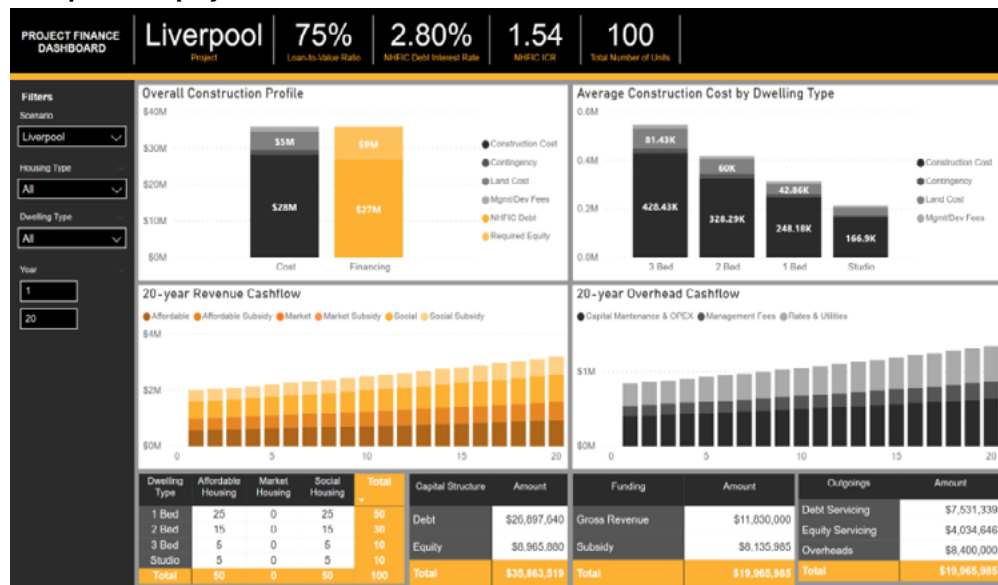 PROJECT FINANCE
DASHBOARD
Liverpool
Project
75%
Loan-to-Value Ratio
2.80%
NHFIC Debt Interest Rate
1.54
NHFIC ICR
100
Total Number of Units
Filters
Scenario
Liverpool
Housing Type
All
Dwelling Type
All
Year
1
20
Overall Construction Profile
$40M
$30M
$20M
$10M
$0M
$5M
$28M
$9M
$27M
Cost
Financing
Construction Cost
Contingency
Land Cost
Mgmt/Dev Fees
NHFIC Debt
Required Equity
Average Construction Cost by Dwelling Type
0.6M
0.4M
0.2M
0.0M
81.43K
428.43K
60K
328.29K
42.86K
248.18K
166.9K
3 Bed
2 Bed
1 Bed
Studio
Construction Cost
Contingency
Land Cost
Mgmt/Dev Fees
20-year Revenue Cashflow
Affordable Affordable Subsidy Market Market Subsidy Social Social Subsidy
$4M
$2M
$0M
0 5 10 15 20
20-year Overhead Cashflow
Capital Maintenance & OPEX Management Fees Rates & Utilities
$1M
$0M
0 5 10 15 20
Dwelling Type Affordable Housing Market Housing Social Housing Total
1 Bed 25 0 25 50
2 Bed 15 0 15 30
3 Bed 5 0 5 10
Studio 5 0 5 10
Total 50 0 50 100
Capital Structure Amount
Debt $26,897,640
Equity $8,965,880
Total $35,863,519
Funding Amount
Gross Revenue $11,830,000
Subsidy $8,135,985
Total $19,965,985
Outgoings Amount
Debt Servicing $7,531,339
Equity Servicing $4,034,646
Overheads $8,400,000
Total $19,965,985